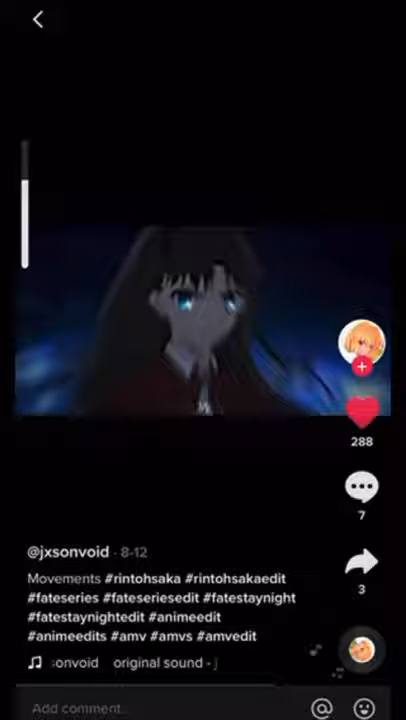 288
7
3
@jxsonvoid · 8-12
Movements #rintohsaka #rintohsakaedit
#fateseries #fateseriesedit #fatestaynight
#fatestaynightedit #animeedit
#animeedits #amv #amvs #amvedit
onvoid original sound - j
Add comment...